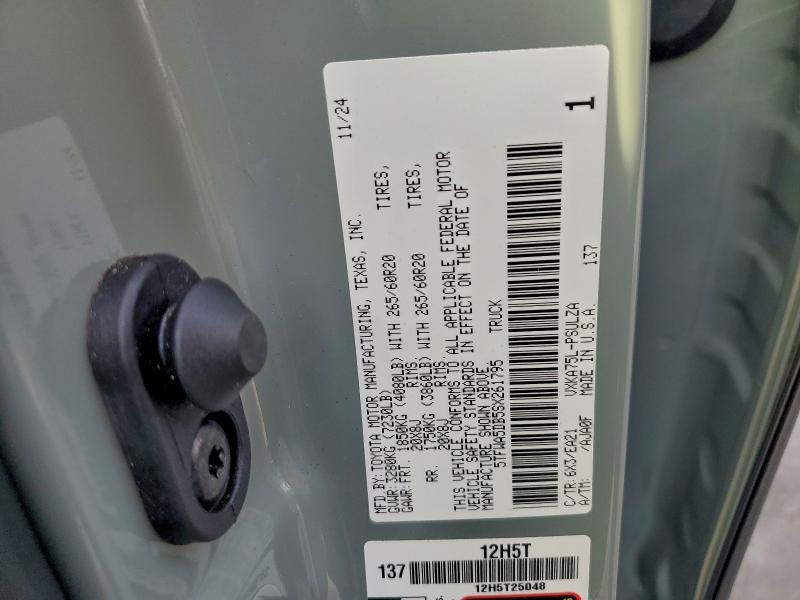 11/24
MFD.BY:TOYOTA MOTOR MANUFACTURING, TEXAS, INC.
GVWR:3280KG (7230LB)
GAWR:FRT. 1850KG (4080LB) WITH 265/60R20 TIRES,
20X8J RIMS,
RR. 1750KG (3860LB) WITH 265/60R20 TIRES,
20X8J RIMS,
THIS VEHICLE CONFORMS TO ALL APPLICABLE FEDERAL MOTOR
VEHICLE SAFETY STANDARDS IN EFFECT ON THE DATE OF
MANUFACTURE SHOWN ABOVE.
5TFWA5DB5SX261795 TRUCK
1
C/TR: 6X3/EA21 VXKA75L-PSULZA 137
A/TM: /AJA0F MADE IN U.S.A.
12H5T
137
12H5T25048